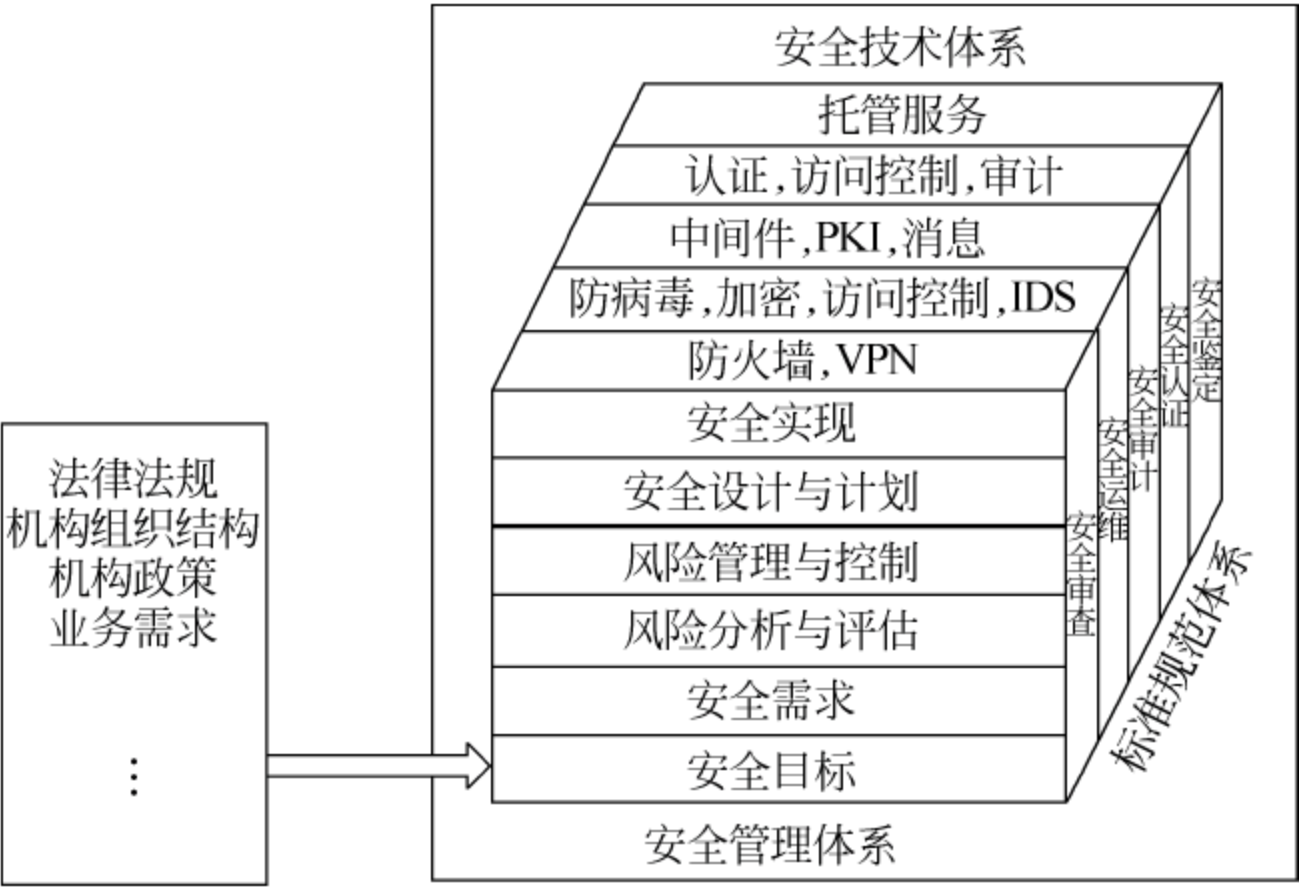 安全技术体系
托管服务
认证,访问控制,审计
中间件,PKI,消息
防病毒,加密,访问控制,IDS
防火墙,VPN
安全实现
安全设计与计划
风险管理与控制
风险分析与评估
安全需求
安全目标
安全审查
安全运维
安全审计
安全认证
安全鉴定
标准规范体系
安全管理体系
法律法规
机构组织结构
机构政策
业务需求
⋮